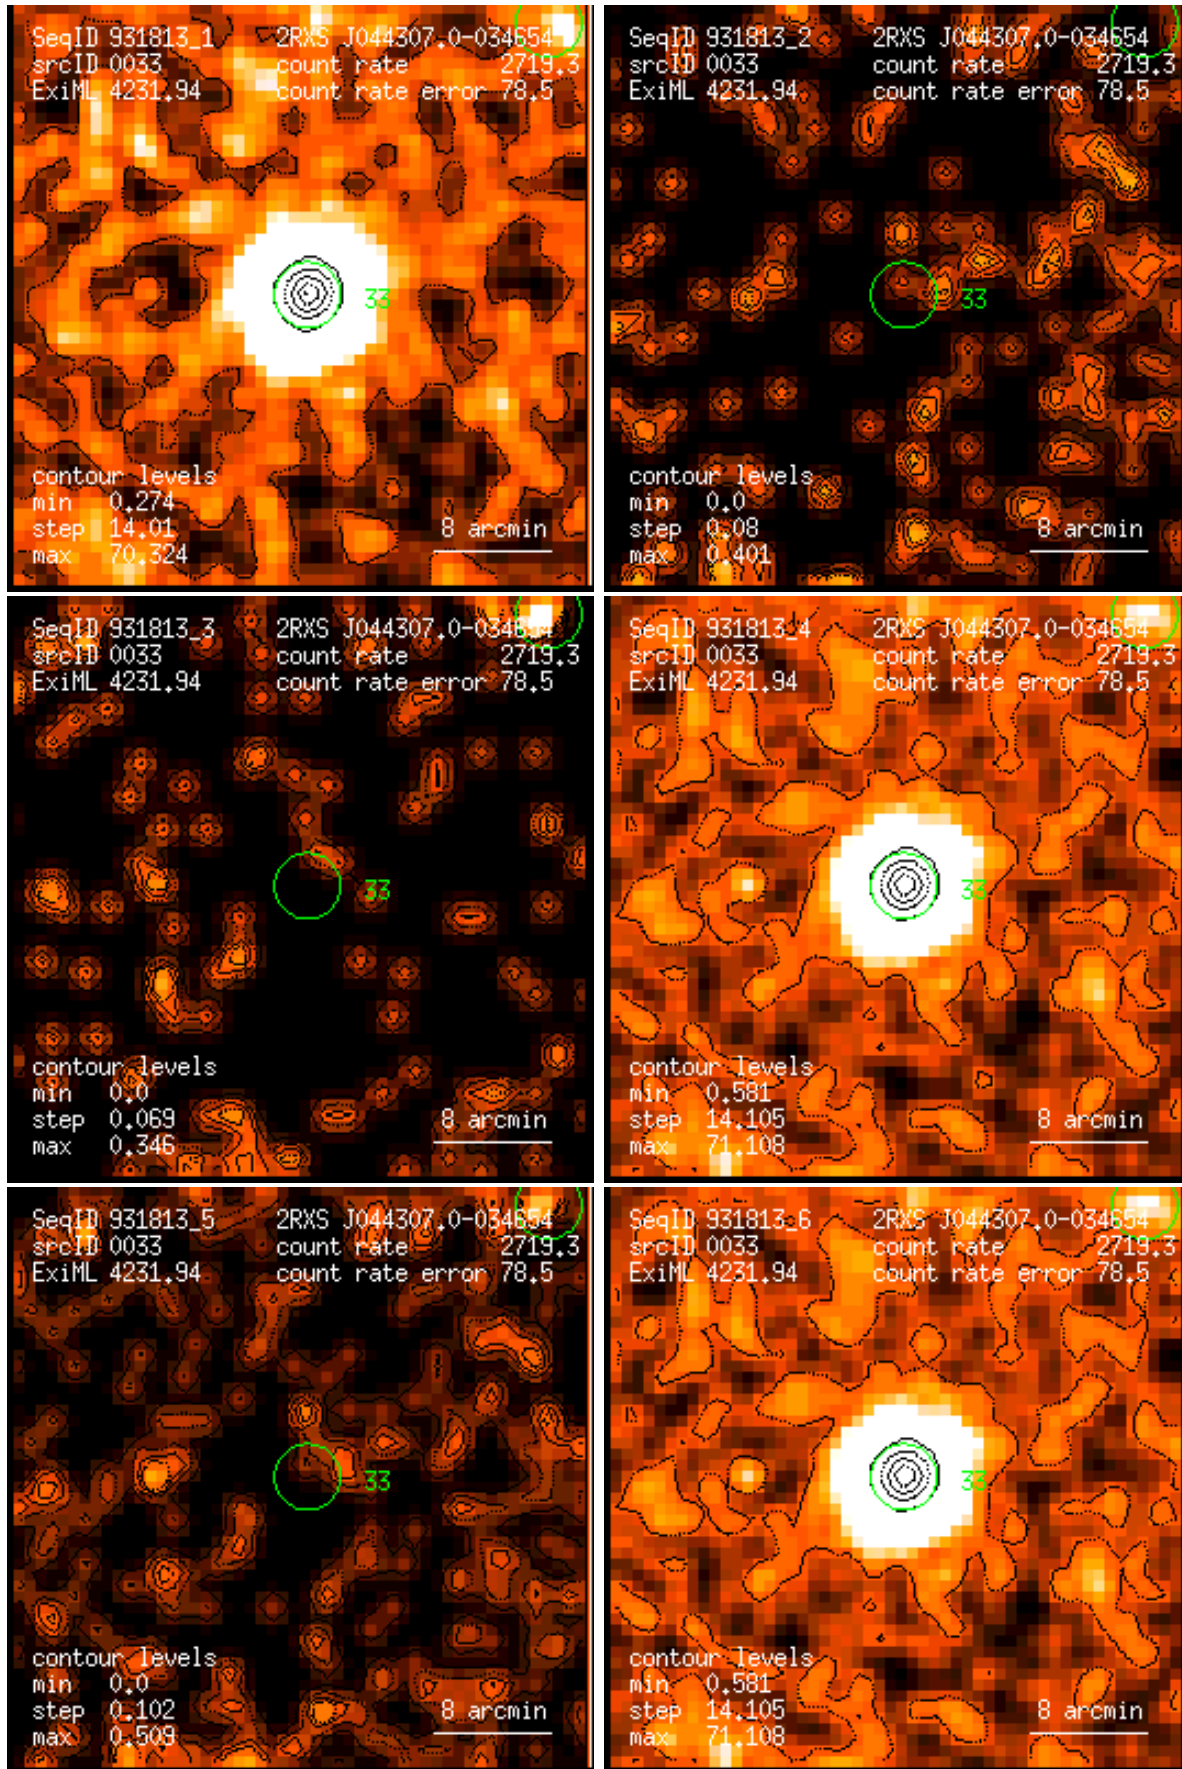 SeqID 931813_1 2RXS J044307.0-034654
srcID 0033 count rate 2719.3
ExiML 4231.94 count rate error 78.5
33
contour levels
min 0.274
step 14.01 8 arcmin
max 70.324
SeqID 931813_2 2RXS J044307.0-034654
srcID 0033 count rate 2719.3
ExiML 4231.94 count rate error 78.5
33
contour levels
min 0.0
step 0.08 8 arcmin
max 0.401
SeqID 931813_3 2RXS J044307.0-034654
srcID 0033 count rate 2719.3
ExiML 4231.94 count rate error 78.5
33
contour levels
min 0.0
step 0.069 8 arcmin
max 0.346
SeqID 931813_4 2RXS J044307.0-034654
srcID 0033 count rate 2719.3
ExiML 4231.94 count rate error 78.5
33
contour levels
min 0.581
step 14.105 8 arcmin
max 71.108
SeqID 931813_5 2RXS J044307.0-034654
srcID 0033 count rate 2719.3
ExiML 4231.94 count rate error 78.5
33
contour levels
min 0.0
step 0.102 8 arcmin
max 0.509
SeqID 931813_6 2RXS J044307.0-034654
srcID 0033 count rate 2719.3
ExiML 4231.94 count rate error 78.5
33
contour levels
min 0.581
step 14.105 8 arcmin
max 71.108